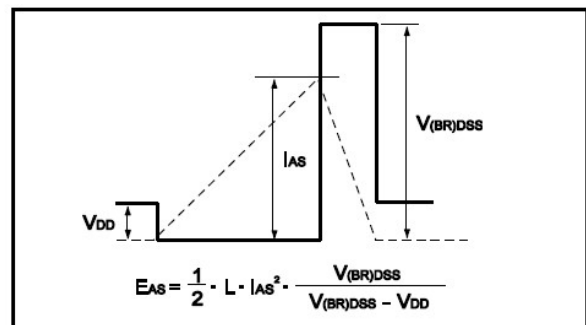 V(BR)DSS
IAS
VDD
EAS = 1/2 · L · IAS² · V(BR)DSS / V(BR)DSS – VDD